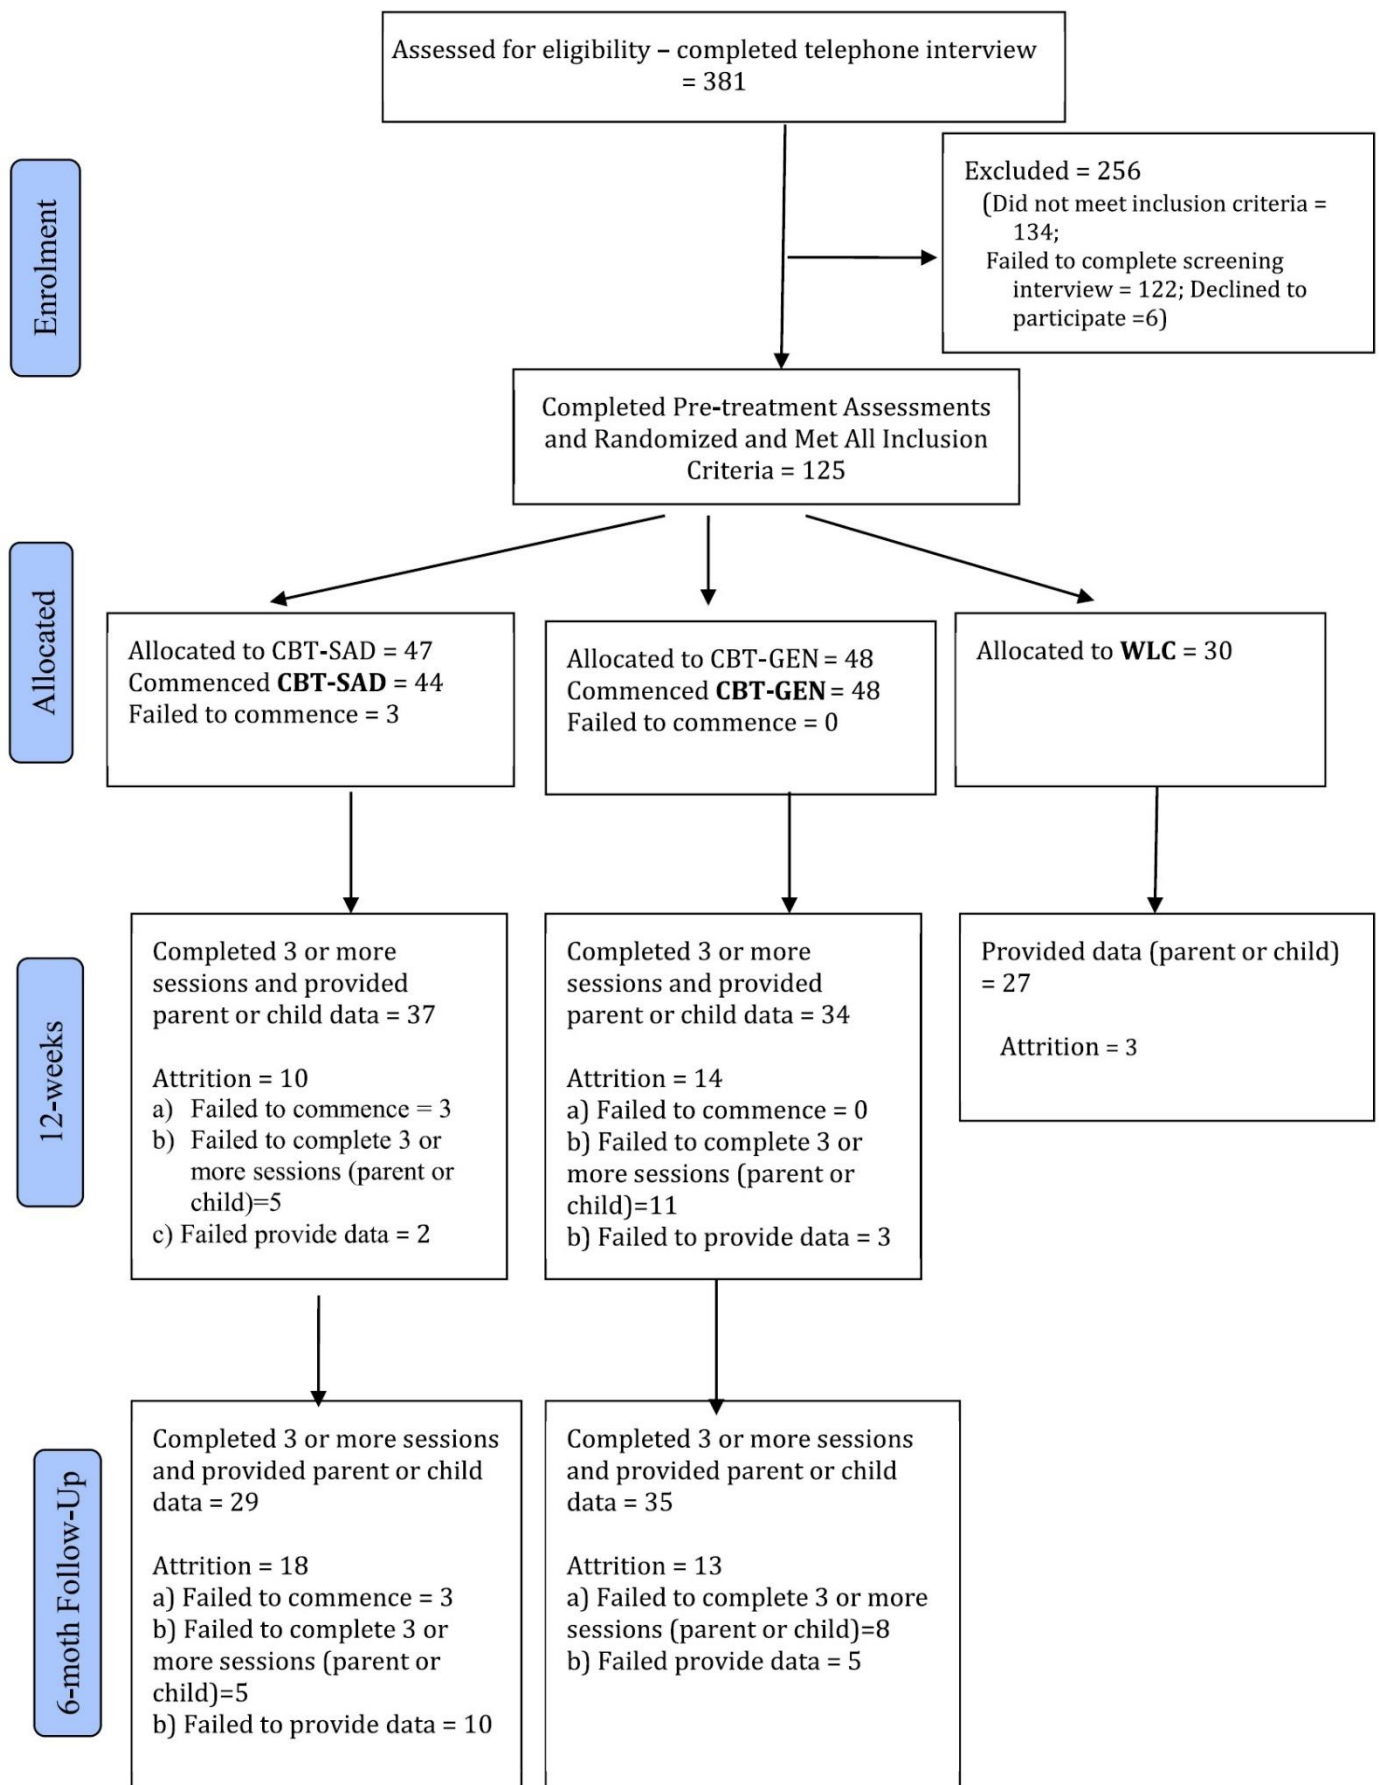 Assessed for eligibility – completed telephone interview
= 381
Enrolment
Excluded = 256
(Did not meet inclusion criteria =
134;
Failed to complete screening
interview = 122; Declined to
participate =6)
Completed Pre-treatment Assessments
and Randomized and Met All Inclusion
Criteria = 125
Allocated
Allocated to CBT-SAD = 47
Commenced CBT-SAD = 44
Failed to commence = 3
Allocated to CBT-GEN = 48
Commenced CBT-GEN = 48
Failed to commence = 0
Allocated to WLC = 30
12-weeks
Completed 3 or more
sessions and provided
parent or child data = 37
Attrition = 10
a) Failed to commence = 3
b) Failed to complete 3 or
more sessions (parent or
child)=5
c) Failed provide data = 2
Completed 3 or more
sessions and provided
parent or child data = 34
Attrition = 14
a) Failed to commence = 0
b) Failed to complete 3 or
more sessions (parent or
child)=11
b) Failed to provide data = 3
Provided data (parent or child)
= 27
Attrition = 3
6-moth Follow-Up
Completed 3 or more sessions
and provided parent or child
data = 29
Attrition = 18
a) Failed to commence = 3
b) Failed to complete 3 or
more sessions (parent or
child)=5
b) Failed to provide data = 10
Completed 3 or more sessions
and provided parent or child
data = 35
Attrition = 13
a) Failed to complete 3 or more
sessions (parent or child)=8
b) Failed provide data = 5